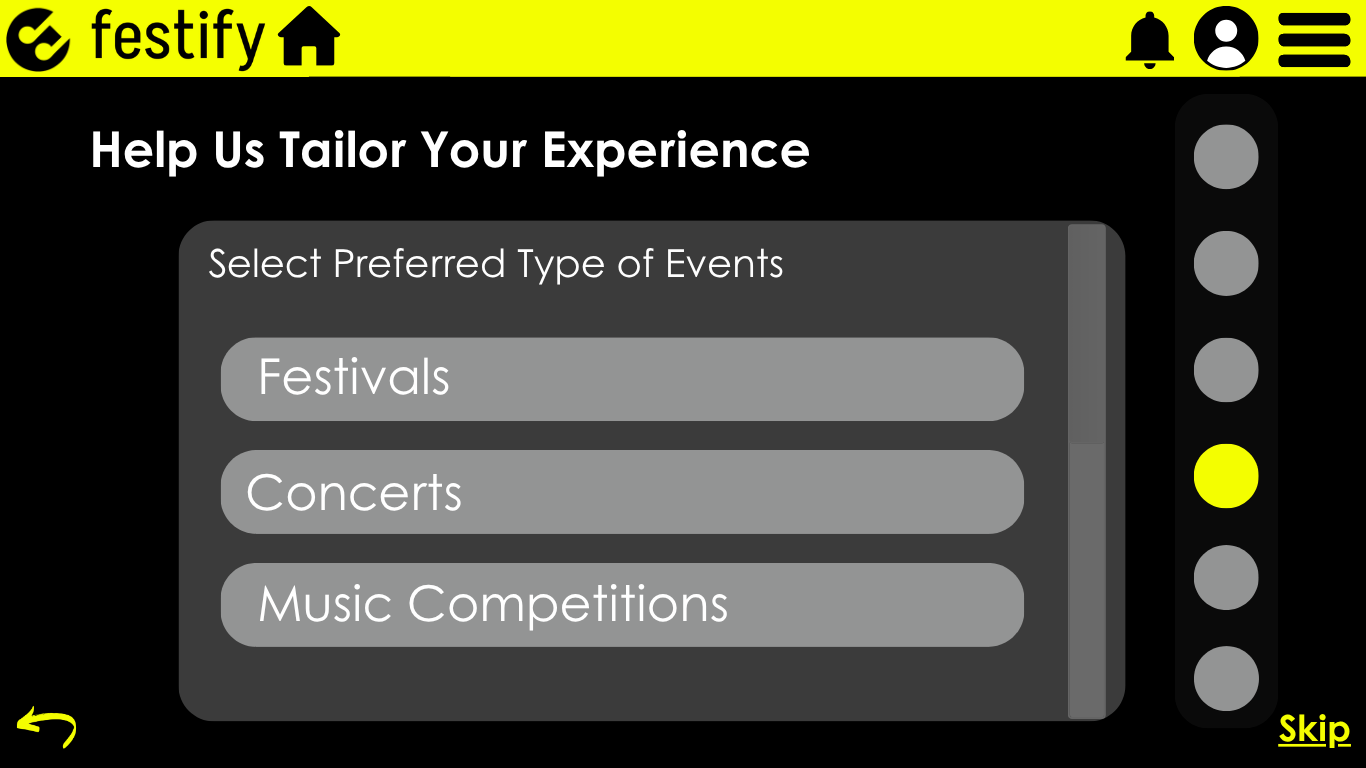 festify
Help Us Tailor Your Experience
Select Preferred Type of Events
Festivals
Concerts
Music Competitions
Skip